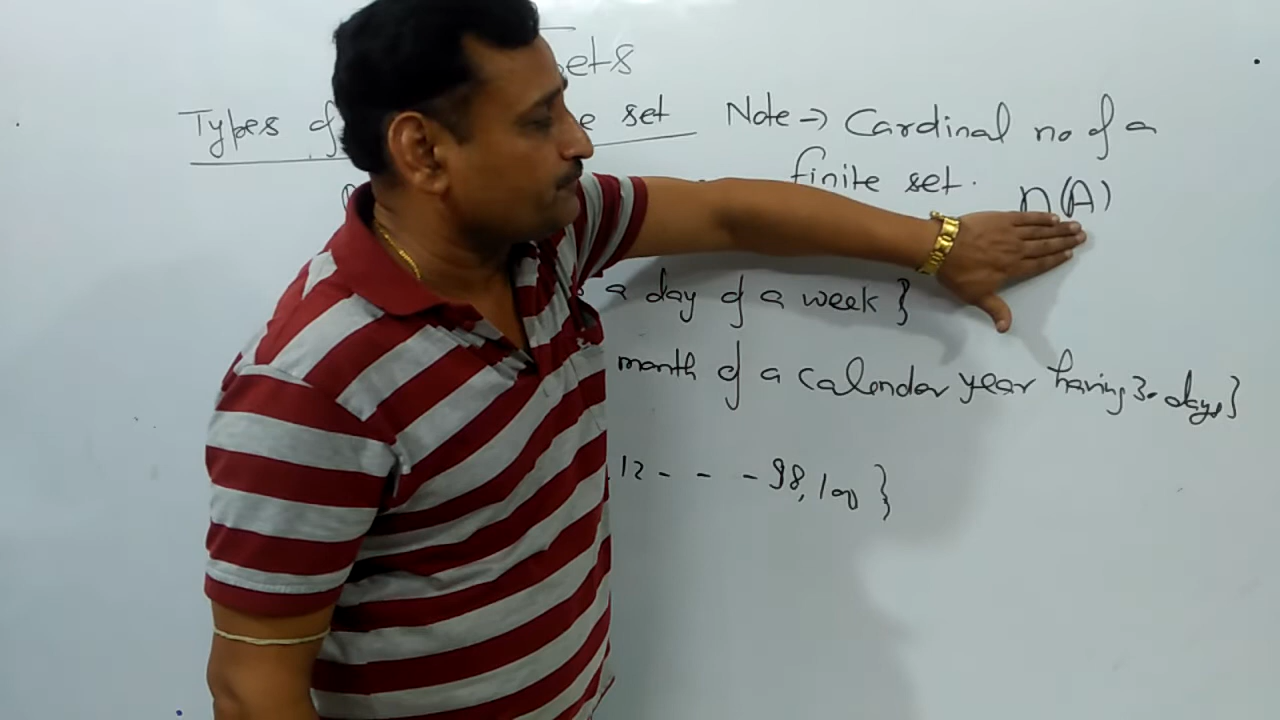 Sets
Types of e set
Note → Cardinal no of a
finite set. n(A)
a day of a week }
month of a calendar year having 30 days}
12 - - - 98, 100 }